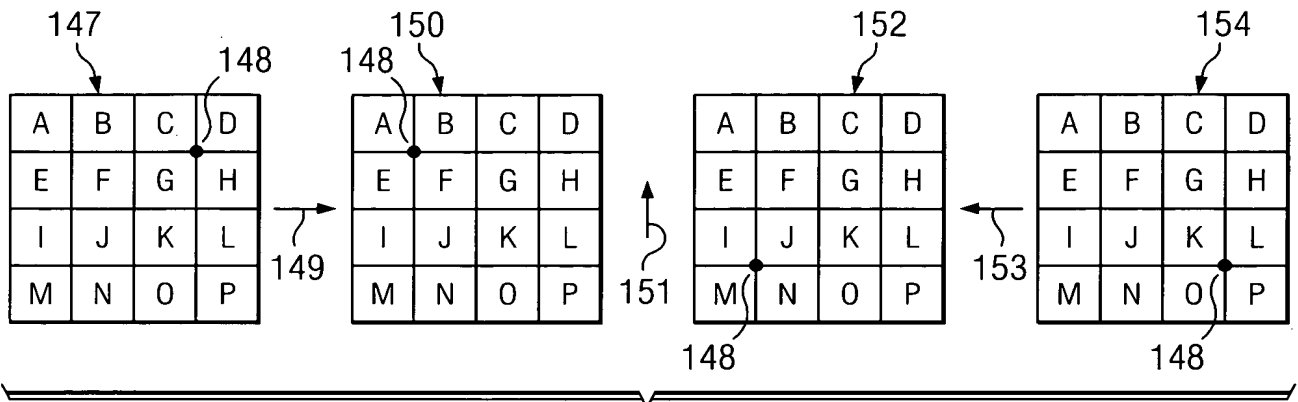 147 150 152 154
148 148
A B C D A B C D A B C D A B C D
E F G H E F G H E F G H E F G H
I J K L I J K L I J K L I J K L
149 151 153
M N O P M N O P M N O P M N O P
148 148